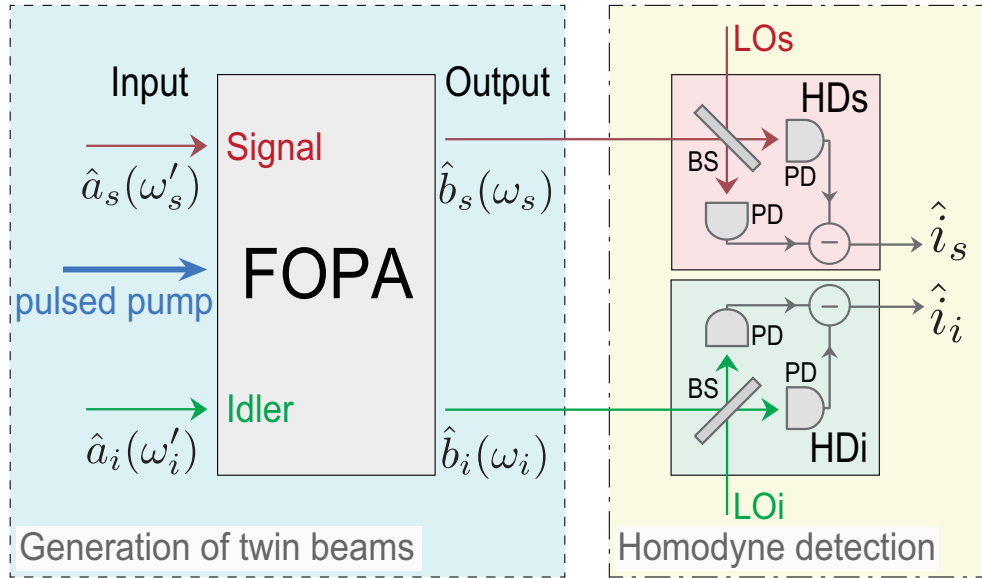 Input
Output
Signal
â_s(ω′_s)
b̂_s(ω_s)
pulsed pump
FOPA
Idler
â_i(ω′_i)
b̂_i(ω_i)
Generation of twin beams
LOs
HDs
BS
PD
PD
−
î_s
−
î_i
PD
PD
BS
HDi
LOi
Homodyne detection